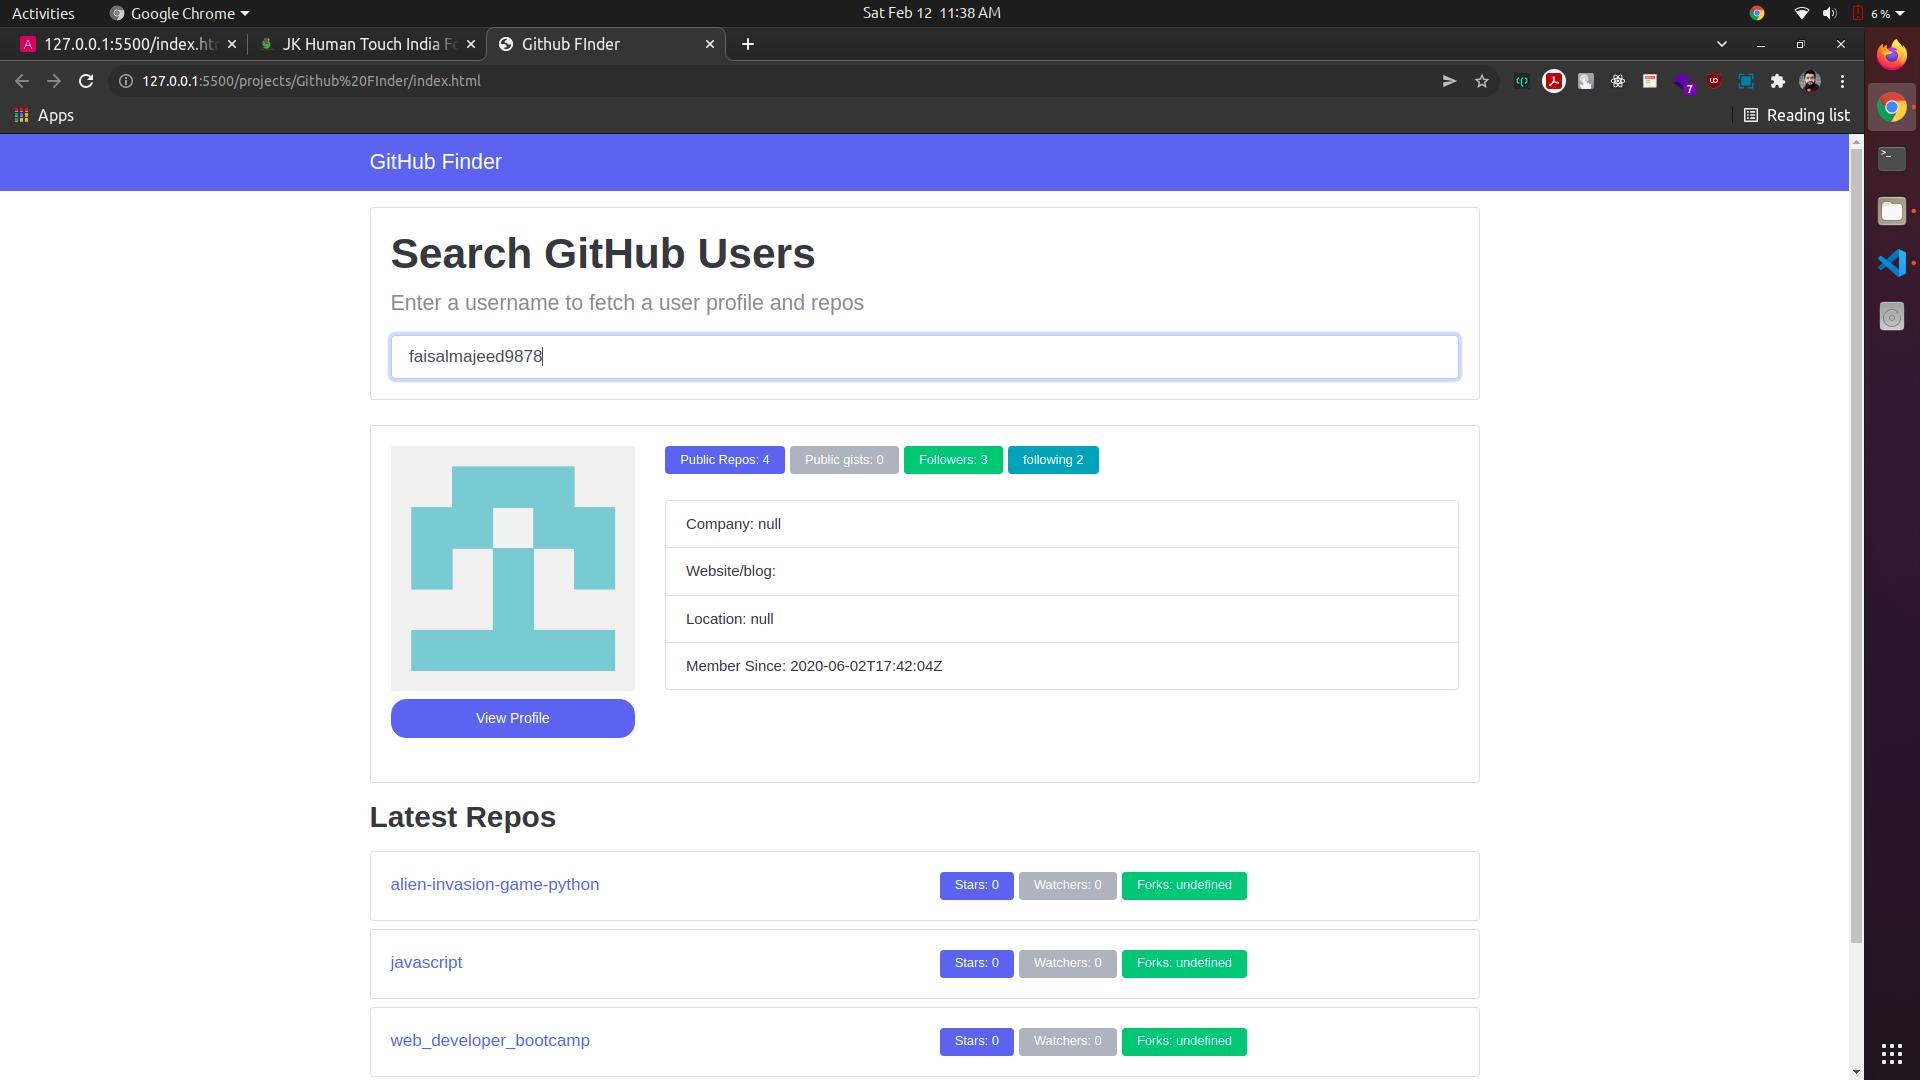 Activities Google Chrome Sat Feb 12 11:38 AM 6 %
127.0.0.1:5500/index.ht JK Human Touch India Fo Github FInder
127.0.0.1:5500/projects/Github%20FInder/index.html 7
Apps Reading list
GitHub Finder
Search GitHub Users
Enter a username to fetch a user profile and repos
faisalmajeed9878
Public Repos: 4 Public gists: 0 Followers: 3 following 2
Company: null
Website/blog:
Location: null
Member Since: 2020-06-02T17:42:04Z
View Profile
Latest Repos
alien-invasion-game-python Stars: 0 Watchers: 0 Forks: undefined
javascript Stars: 0 Watchers: 0 Forks: undefined
web_developer_bootcamp Stars: 0 Watchers: 0 Forks: undefined